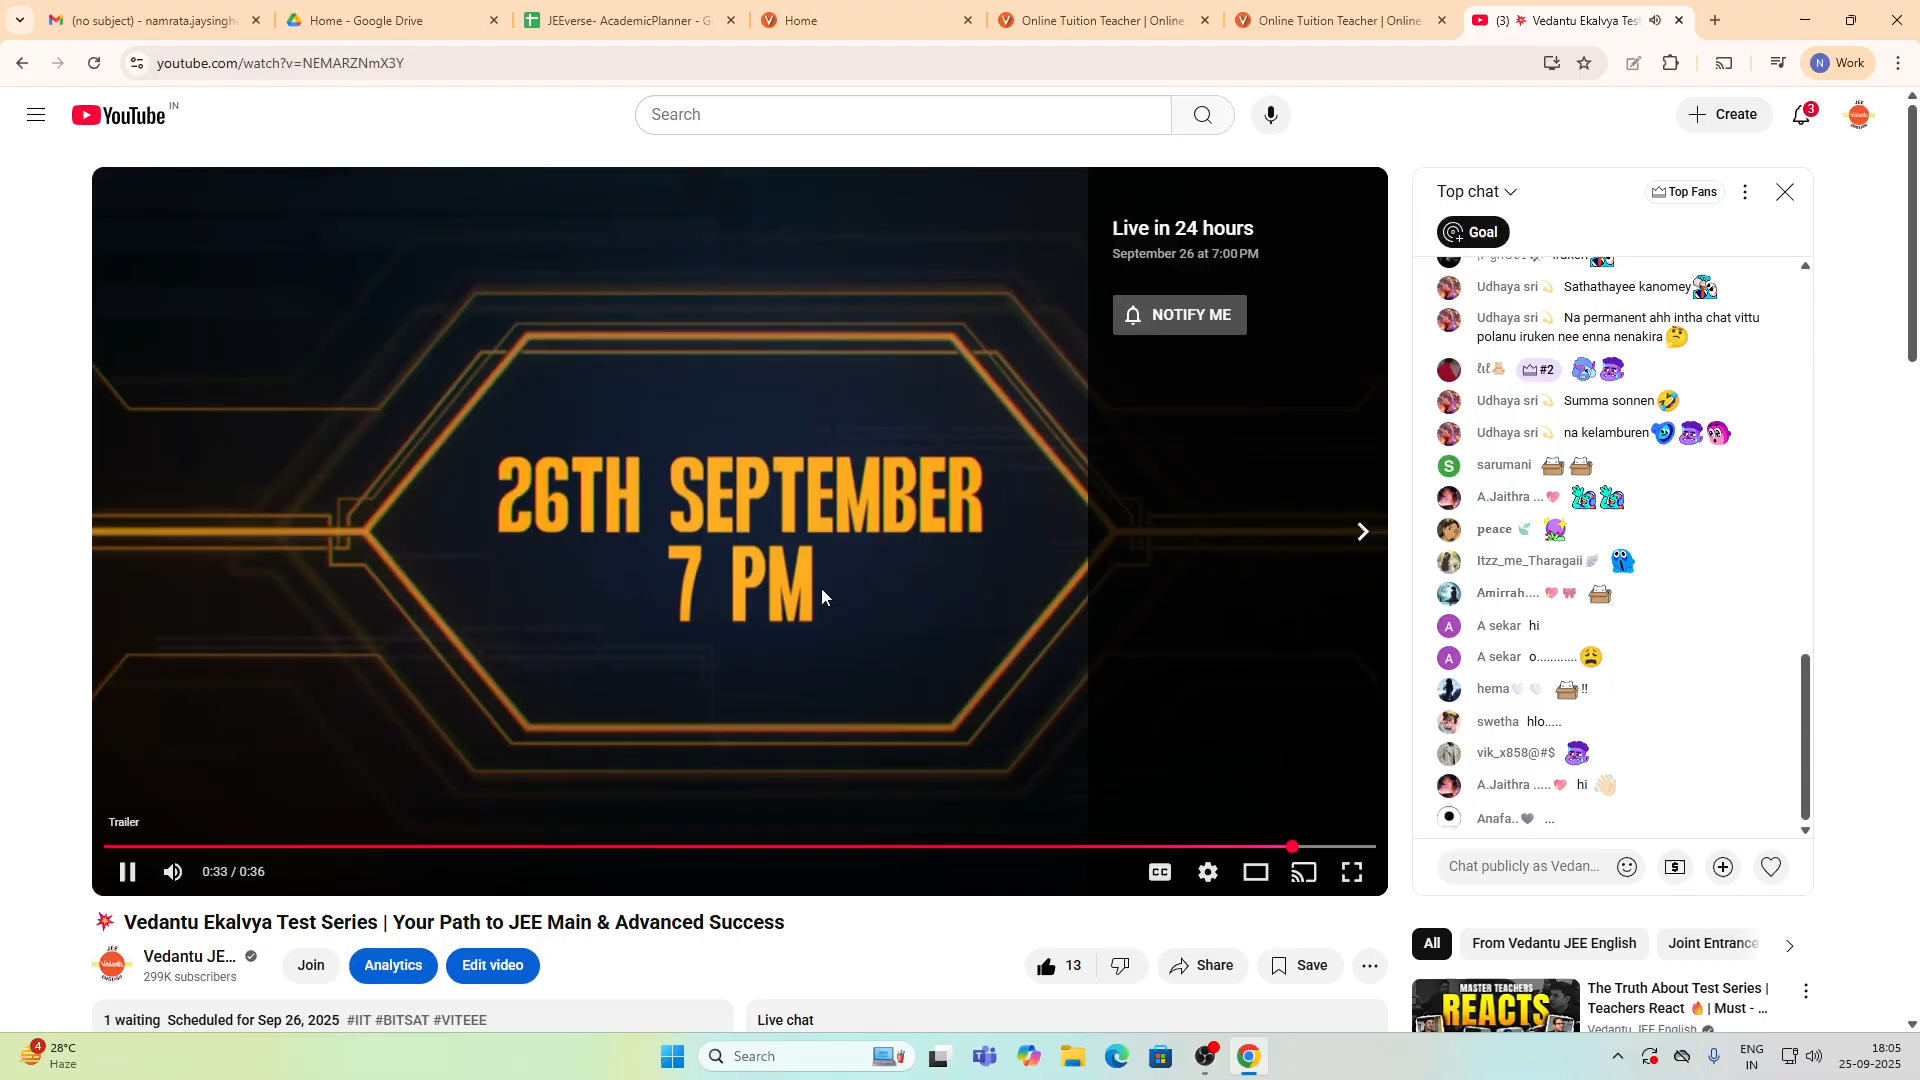 (no subject) - namrata.jaysingh
Home - Google Drive
JEEverse- AcademicPlanner - G
Home
Online Tuition Teacher | Online
Online Tuition Teacher | Online
(3) 💥 Vedantu Ekalvya Test
youtube.com/watch?v=NEMARZNmX3Y
N Work
YouTube IN
Search
Create
3
26TH SEPTEMBER
7 PM
Live in 24 hours
September 26 at 7:00 PM
NOTIFY ME
Trailer
0:33 / 0:36
CC
💥 Vedantu Ekalvya Test Series | Your Path to JEE Main & Advanced Success
Vedantu JE...
299K subscribers
Join
Analytics
Edit video
13
Share
Save
1 waiting Scheduled for Sep 26, 2025 #IIT #BITSAT #VITEEE
Live chat
Top chat
Top Fans
Goal
Udhaya sri💫 Sathathayee kanomey
Udhaya sri💫 Na permanent ahh intha chat vittu
polanu iruken nee enna nenakira🤔
#2
Udhaya sri💫 Summa sonnen🤣
Udhaya sri💫 na kelamburen
S sarumani
A.Jaithra ...💖
peace
Itzz_me_Tharagaii
Amirrah.... 💖🎀
A A sekar hi
A A sekar o............😩
hema🤍🤍 !!
swetha hlo.....
vik_x858@#$
A.Jaithra .....💖 hi 👋🏻
Anafa..🖤 ...
Chat publicly as Vedan...
All
From Vedantu JEE English
Joint Entrance
MASTER TEACHERS
REACTS
The Truth About Test Series |
Teachers React 🔥 | Must - ...
Vedantu JEE English
4
28°C
Haze
Search
ENG
IN
18:05
25-09-2025